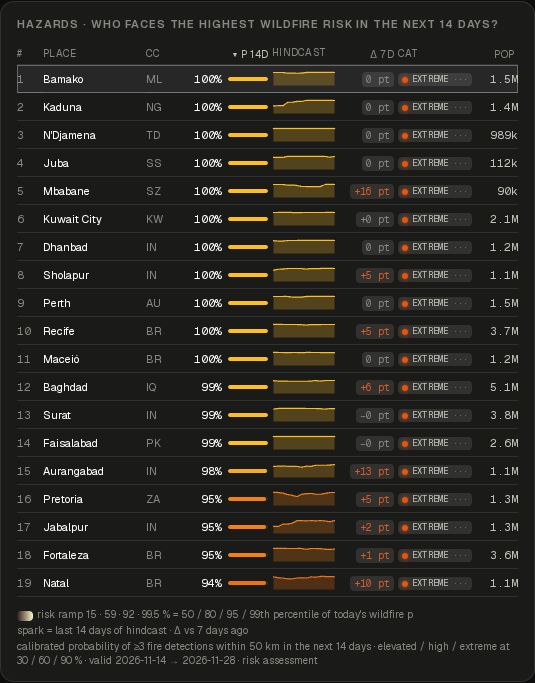 HAZARDS · WHO FACES THE HIGHEST WILDFIRE RISK IN THE NEXT 14 DAYS?
# PLACE CC ▾ P 14D HINDCAST Δ 7D CAT POP
1 Bamako ML 100% 0 pt EXTREME ··· 1.5M
2 Kaduna NG 100% 0 pt EXTREME ··· 1.4M
3 N'Djamena TD 100% 0 pt EXTREME ··· 989k
4 Juba SS 100% 0 pt EXTREME ··· 112k
5 Mbabane SZ 100% +16 pt EXTREME ··· 90k
6 Kuwait City KW 100% +0 pt EXTREME ··· 2.1M
7 Dhanbad IN 100% 0 pt EXTREME ··· 1.2M
8 Sholapur IN 100% +5 pt EXTREME ··· 1.1M
9 Perth AU 100% 0 pt EXTREME ··· 1.5M
10 Recife BR 100% +5 pt EXTREME ··· 3.7M
11 Maceió BR 100% 0 pt EXTREME ··· 1.2M
12 Baghdad IQ 99% +6 pt EXTREME ··· 5.1M
13 Surat IN 99% −0 pt EXTREME ··· 3.8M
14 Faisalabad PK 99% −0 pt EXTREME ··· 2.6M
15 Aurangabad IN 98% +13 pt EXTREME ··· 1.1M
16 Pretoria ZA 95% +5 pt EXTREME ··· 1.3M
17 Jabalpur IN 95% +2 pt EXTREME ··· 1.3M
18 Fortaleza BR 95% +1 pt EXTREME ··· 3.6M
19 Natal BR 94% +10 pt EXTREME ··· 1.1M
risk ramp 15 · 59 · 92 · 99.5 % = 50 / 80 / 95 / 99th percentile of today's wildfire p
spark = last 14 days of hindcast · Δ vs 7 days ago
calibrated probability of ≥3 fire detections within 50 km in the next 14 days · elevated / high / extreme at
30 / 60 / 90 % · valid 2026-11-14 → 2026-11-28 · risk assessment